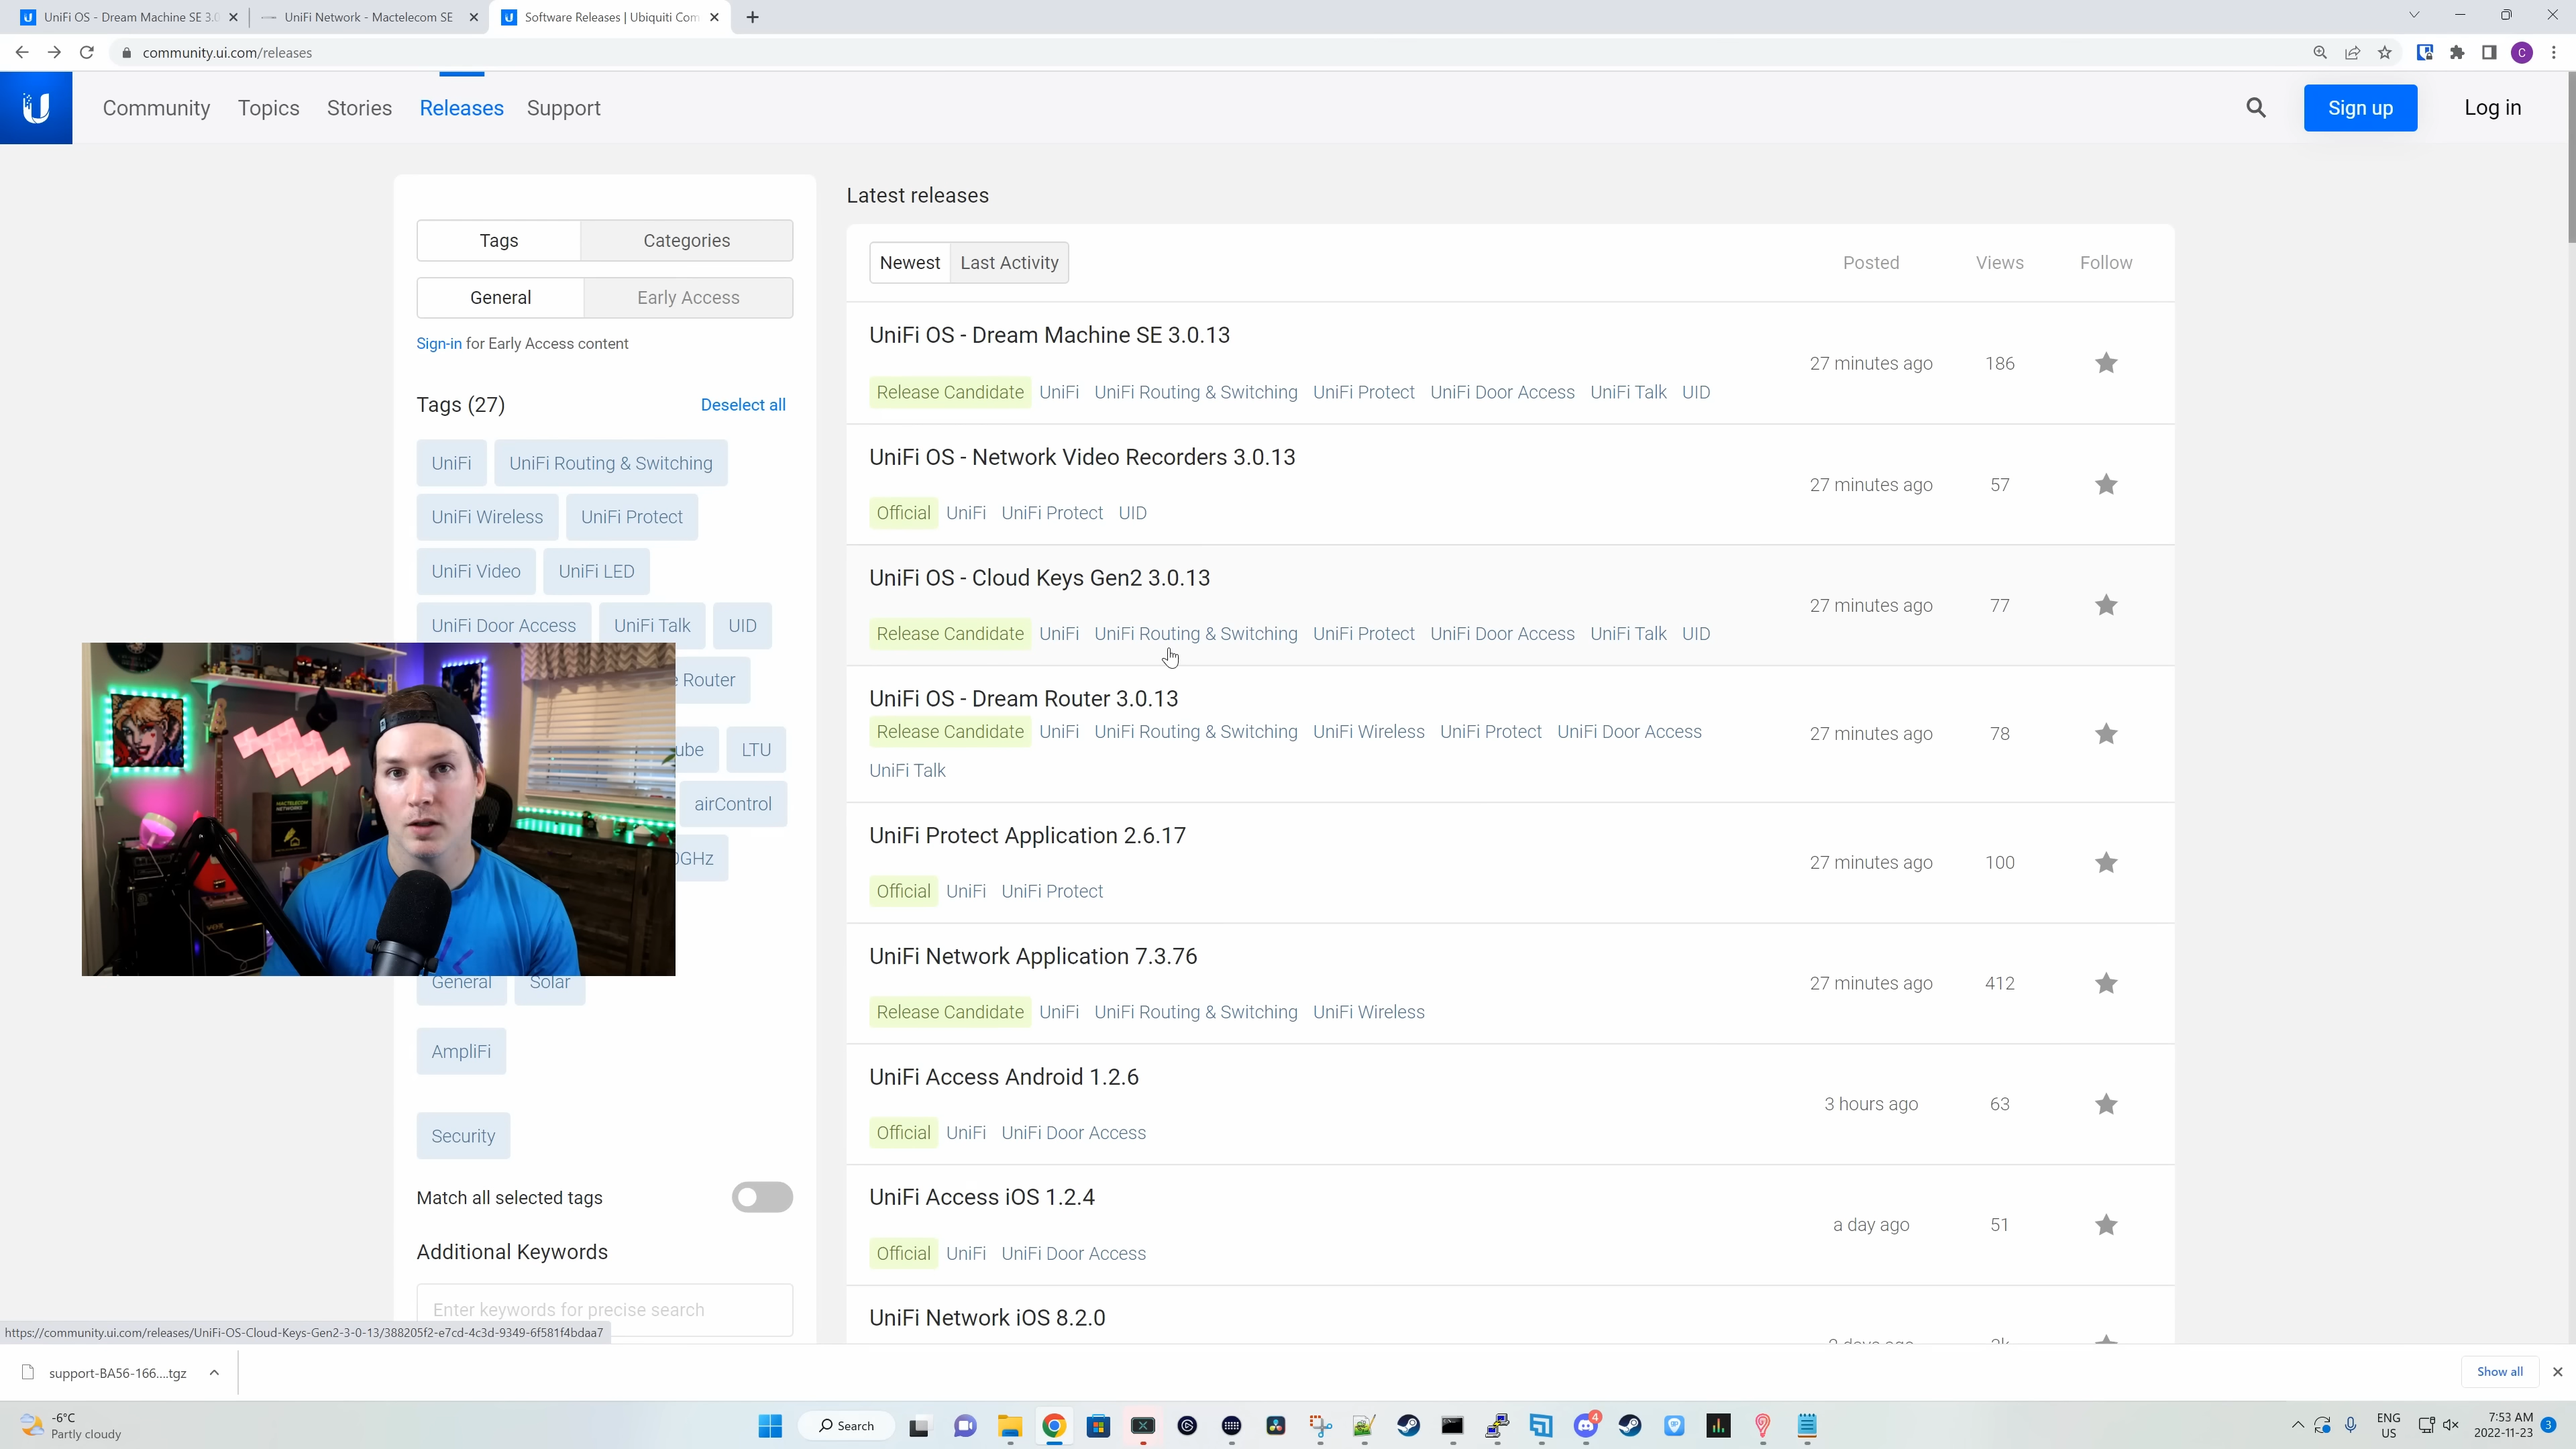 UniFi OS - Dream Machine SE 3.0
UniFi Network - Mactelecom SE
Software Releases | Ubiquiti Com
community.ui.com/releases
Community Topics Stories Releases Support
Sign up
Log in
Tags Categories
General Early Access
Sign-in for Early Access content
Tags (27) Deselect all
UniFi UniFi Routing & Switching
UniFi Wireless UniFi Protect
UniFi Video UniFi LED
UniFi Door Access UniFi Talk UID
Router
LTU
airControl
General Solar
AmpliFi
Security
Match all selected tags
Additional Keywords
Enter keywords for precise search
Latest releases
Newest Last Activity Posted Views Follow
UniFi OS - Dream Machine SE 3.0.13
Release Candidate UniFi UniFi Routing & Switching UniFi Protect UniFi Door Access UniFi Talk UID
27 minutes ago 186
UniFi OS - Network Video Recorders 3.0.13
Official UniFi UniFi Protect UID
27 minutes ago 57
UniFi OS - Cloud Keys Gen2 3.0.13
Release Candidate UniFi UniFi Routing & Switching UniFi Protect UniFi Door Access UniFi Talk UID
27 minutes ago 77
UniFi OS - Dream Router 3.0.13
Release Candidate UniFi UniFi Routing & Switching UniFi Wireless UniFi Protect UniFi Door Access
UniFi Talk
27 minutes ago 78
UniFi Protect Application 2.6.17
Official UniFi UniFi Protect
27 minutes ago 100
UniFi Network Application 7.3.76
Release Candidate UniFi UniFi Routing & Switching UniFi Wireless
27 minutes ago 412
UniFi Access Android 1.2.6
Official UniFi UniFi Door Access
3 hours ago 63
UniFi Access iOS 1.2.4
Official UniFi UniFi Door Access
a day ago 51
UniFi Network iOS 8.2.0
MACTELECOM
NETWORKS
https://community.ui.com/releases/UniFi-OS-Cloud-Keys-Gen2-3-0-13/388205f2-e7cd-4c3d-9349-6f581f4bdaa7
support-BA56-166....tgz
Show all
-6°C
Partly cloudy
Search
4
ENG
US
7:53 AM
2022-11-23
3